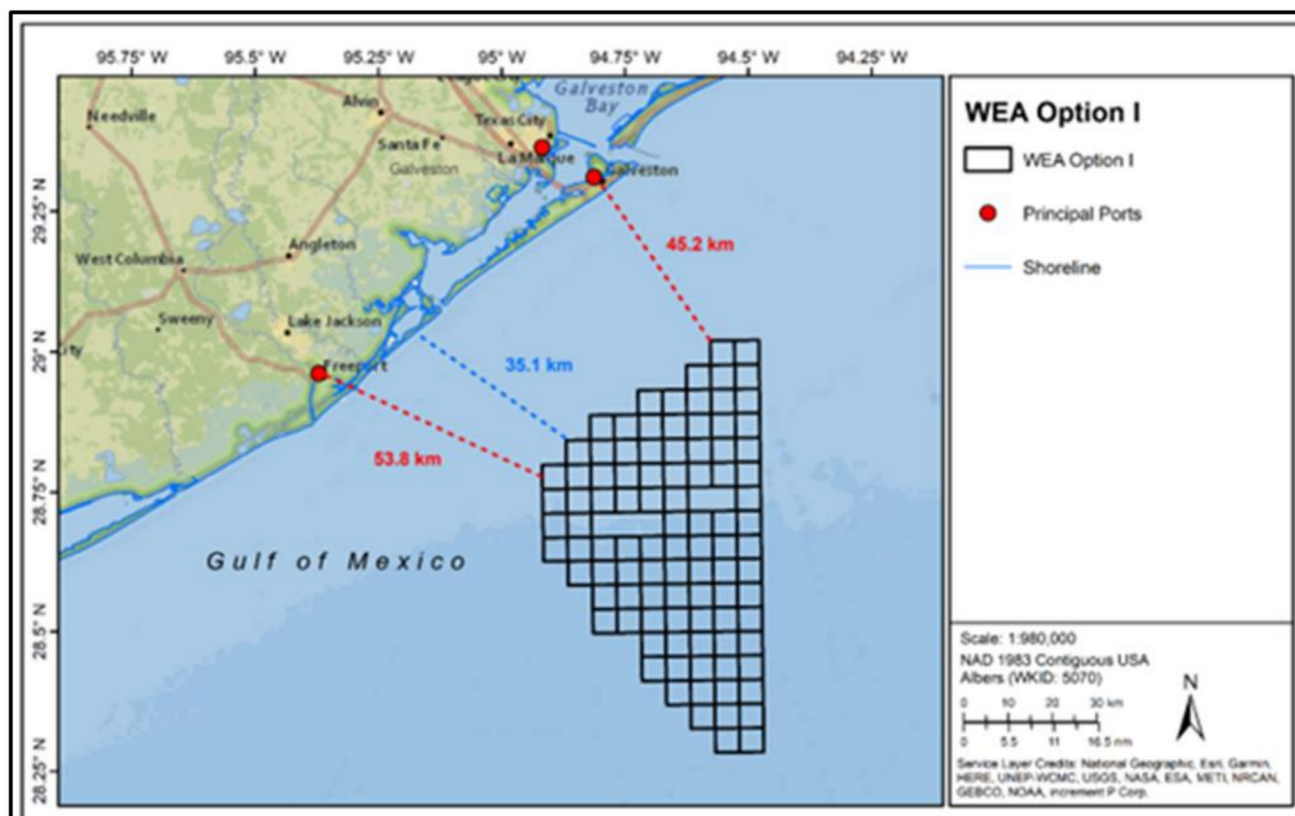 95.75° W 95.5° W 95.25° W 95° W 94.75° W 94.5° W 94.25° W
Galveston
Bay
Alvin
Needville
Texas City
Santa Fe
La Marque
Galveston
Galveston
29.25° N
45.2 km
Angleton
West Columbia
Sweeny
Lake Jackson
29° N
City
Freeport
35.1 km
53.8 km
28.75° N
Gulf of Mexico
28.5° N
28.25° N
WEA Option I
WEA Option I
Principal Ports
Shoreline
Scale: 1:980,000
NAD 1983 Contiguous USA
Albers (WKID: 5070)
N
0 10 20 30 km
0 5.5 11 16.5 nm
Service Layer Credits: National Geographic, Esri, Garmin,
HERE, UNEP-WCMC, USGS, NASA, ESA, METI, NRCAN,
GEBCO, NOAA, increment P Corp.